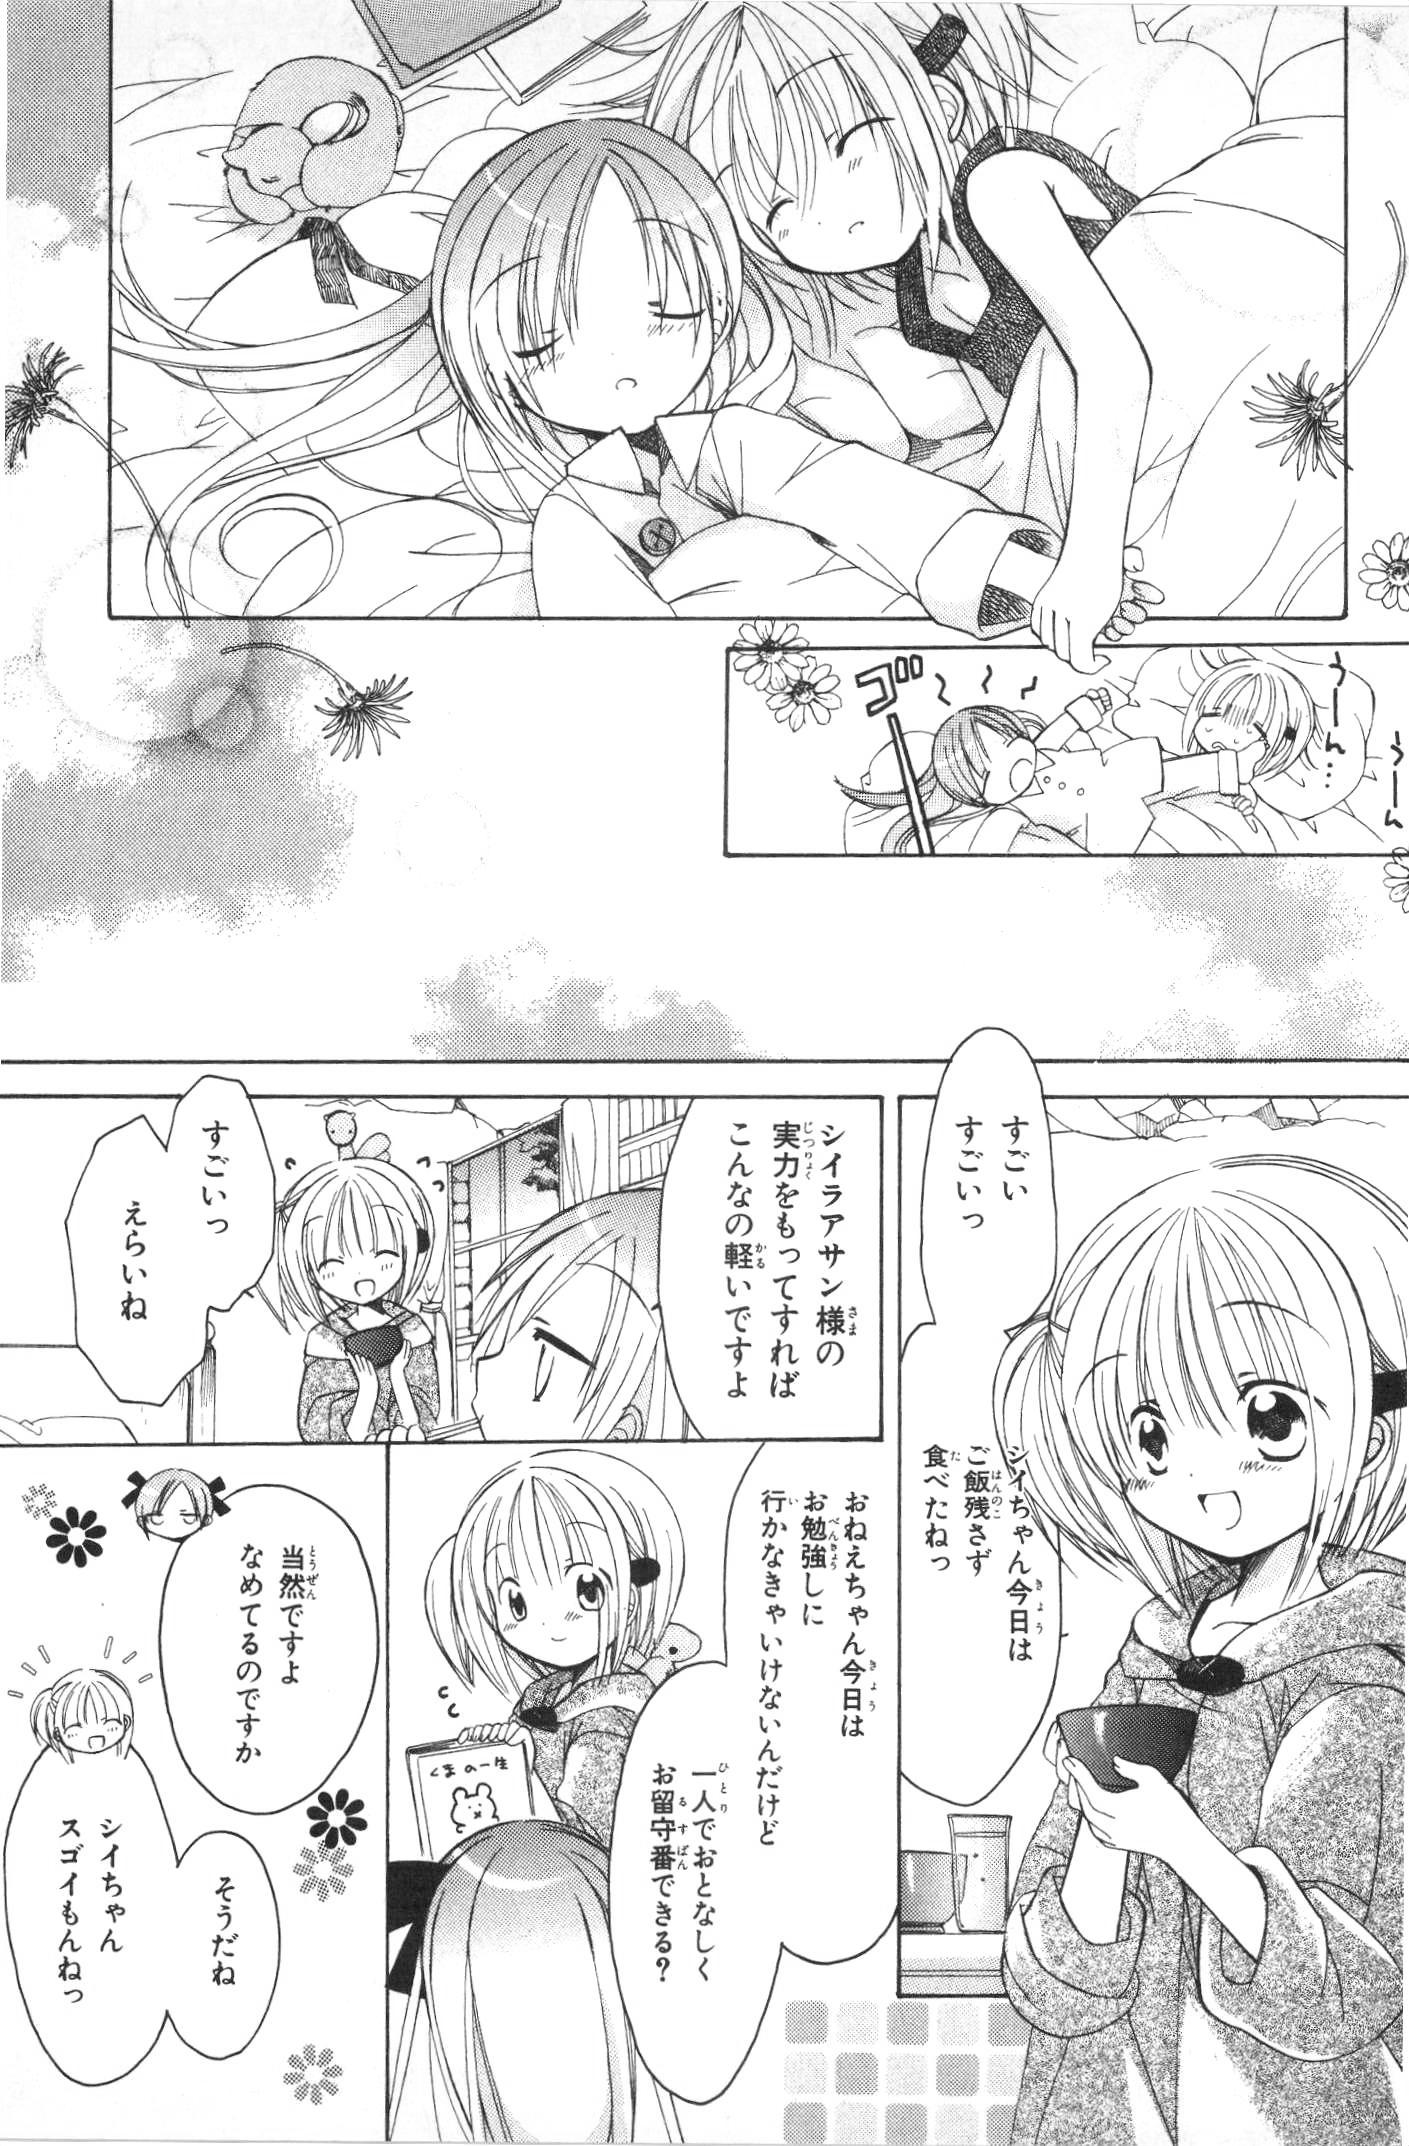 ゴ゛
うーん…
うーん
すごい
すごいっ
シイちゃん今日は
ご飯残さず
食べたねっ
シイラアサン様の
実力をもってすれば
こんなの軽いですよ
すごいっ
えらいね
おねえちゃん今日は
お勉強しに
行かなきゃいけないんだけど
一人でおとなしく
お留守番できる?
くまの一生
当然ですよ
なめてるのですか
そうだね
シイちゃん
スゴイもんねっ